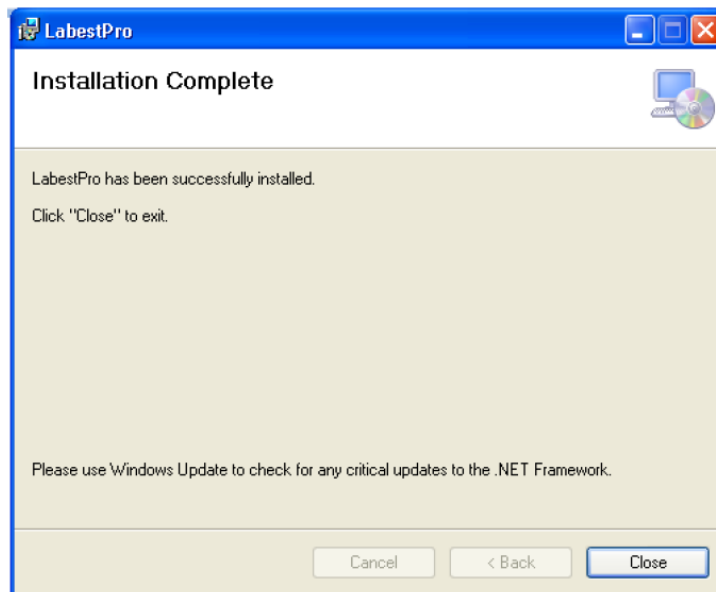 LabestPro
Installation Complete
LabestPro has been successfully installed.
Click "Close" to exit.
Please use Windows Update to check for any critical updates to the .NET Framework.
Cancel
< Back
Close